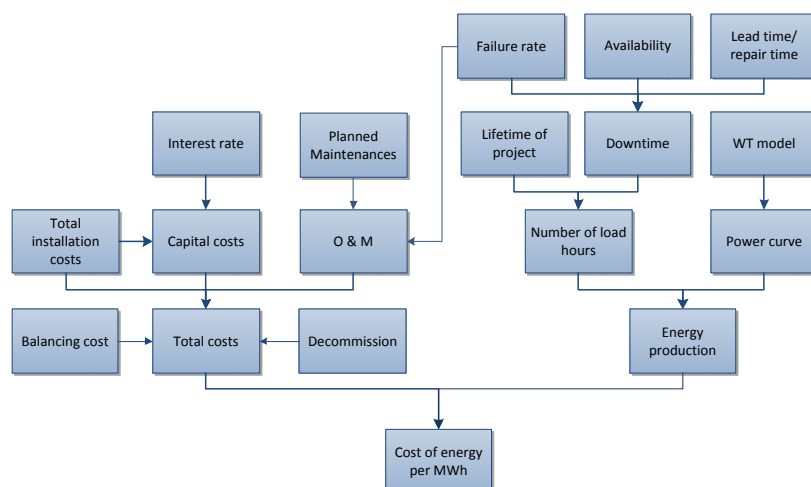 Failure rate
Availability
Lead time/
repair time
Interest rate
Planned
Maintenances
Lifetime of
project
Downtime
WT model
Total
installation
costs
Capital costs
O & M
Number of load
hours
Power curve
Balancing cost
Total costs
Decommission
Energy
production
Cost of energy
per MWh